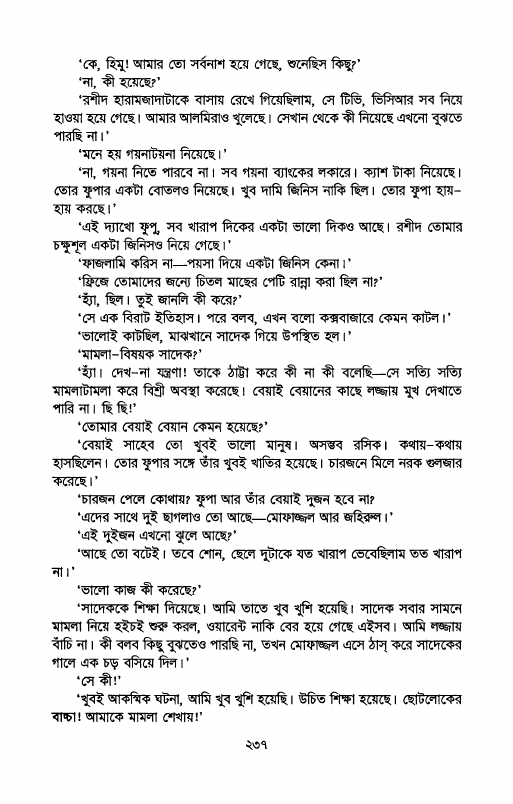 ‘কে, হিমু! আমার তো সর্বনাশ হয়ে গেছে, শুনেছিস কিছু?’
‘না, কী হয়েছে?’
‘রশীদ হারামজাদাটাকে বাসায় রেখে গিয়েছিলাম, সে টিভি, ভিসিআর সব নিয়ে
হাওয়া হয়ে গেছে। আমার আলমিরাও খুলেছে। সেখান থেকে কী নিয়েছে এখনো বুঝতে
পারছি না।’
‘মনে হয় গয়নাটয়না নিয়েছে।’
‘না, গয়না নিতে পারবে না। সব গয়না ব্যাংকের লকারে। ক্যাশ টাকা নিয়েছে।
তোর ফুপার একটা বোতলও নিয়েছে। খুব দামি জিনিস নাকি ছিল। তোর ফুপা হায়-
হায় করছে।’
‘এই দ্যাখো ফুপু, সব খারাপ দিকের একটা ভালো দিকও আছে। রশীদ তোমার
চক্ষুশূল একটা জিনিসও নিয়ে গেছে।’
‘ফাজলামি করিস না—পয়সা দিয়ে একটা জিনিস কেনা।’
‘ফ্রিজে তোমাদের জন্যে চিতল মাছের পেটি রান্না করা ছিল না?’
‘হ্যাঁ, ছিল। তুই জানলি কী করে?’
‘সে এক বিরাট ইতিহাস। পরে বলব, এখন বলো কক্সবাজারে কেমন কাটল।’
‘ভালোই কাটছিল, মাঝখানে সাদেক গিয়ে উপস্থিত হল।’
‘মামলা-বিষয়ক সাদেক?’
‘হ্যাঁ। দেখ-না যন্ত্রণা! তাকে ঠাট্টা করে কী না কী বলেছি—সে সত্যি সত্যি
মামলাটামলা করে বিশ্রী অবস্থা করেছে। বেয়াই বেয়ানের কাছে লজ্জায় মুখ দেখাতে
পারি না। ছি ছি!’
‘তোমার বেয়াই বেয়ান কেমন হয়েছে?’
‘বেয়াই সাহেব তো খুবই ভালো মানুষ। অসম্ভব রসিক। কথায়-কথায়
হাসছিলেন। তোর ফুপার সঙ্গে তাঁর খুবই খাতির হয়েছে। চারজনে মিলে নরক গুলজার
করেছে।’
‘চারজন পেলে কোথায়? ফুপা আর তাঁর বেয়াই দুজন হবে না?
‘এদের সাথে দুই ছাগলাও তো আছে—মোফাজ্জল আর জহিরুল।’
‘এই দুইজন এখনো ঝুলে আছে?’
‘আছে তো বটেই। তবে শোন, ছেলে দুটাকে যত খারাপ ভেবেছিলাম তত খারাপ
না।’
‘ভালো কাজ কী করেছে?’
‘সাদেককে শিক্ষা দিয়েছে। আমি তাতে খুব খুশি হয়েছি। সাদেক সবার সামনে
মামলা নিয়ে হইচই শুরু করল, ওয়ারেন্ট নাকি বের হয়ে গেছে এইসব। আমি লজ্জায়
বাঁচি না। কী বলব কিছু বুঝতেও পারছি না, তখন মোফাজ্জল এসে ঠাস্ করে সাদেকের
গালে এক চড় বসিয়ে দিল।’
‘সে কী!’
‘খুবই আকস্মিক ঘটনা, আমি খুব খুশি হয়েছি। উচিত শিক্ষা হয়েছে। ছোটলোকের
বাচ্চা! আমাকে মামলা শেখায়!’
২৩৭